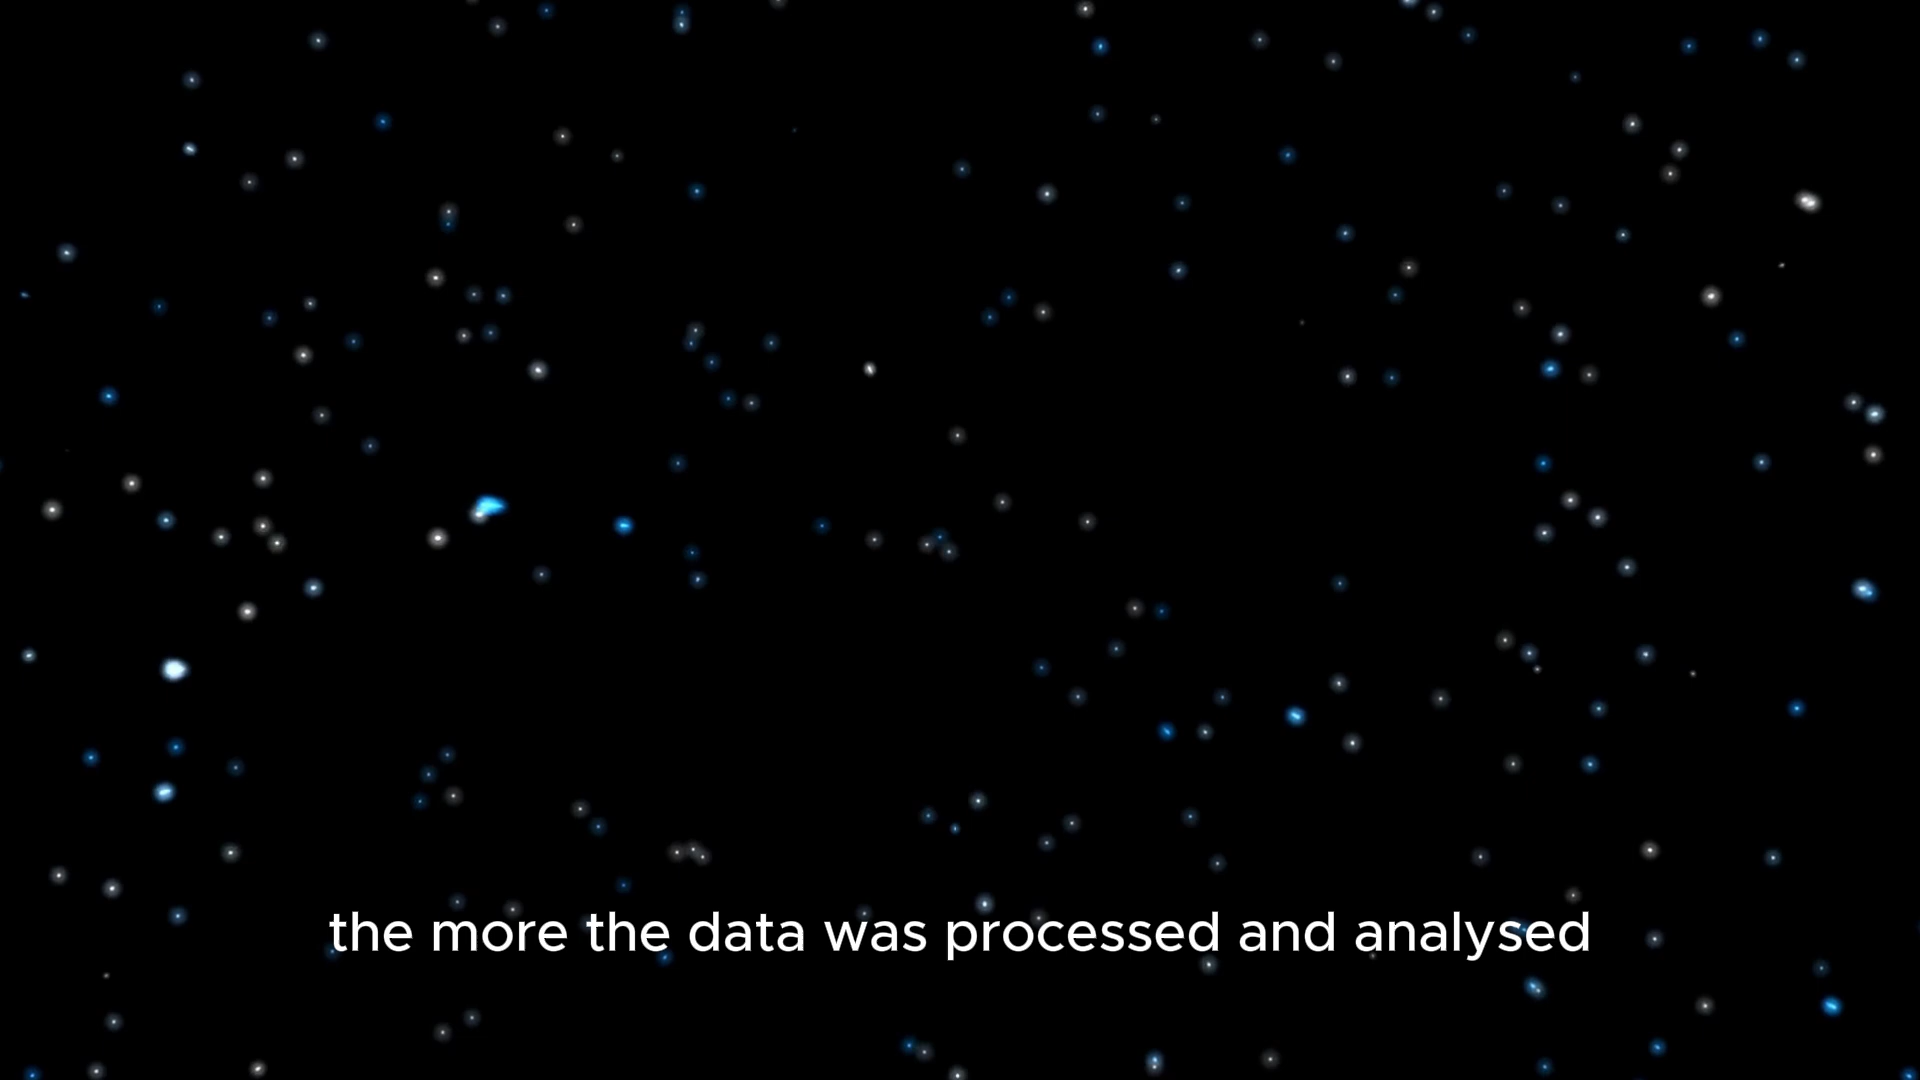 the more the data was processed and analysed